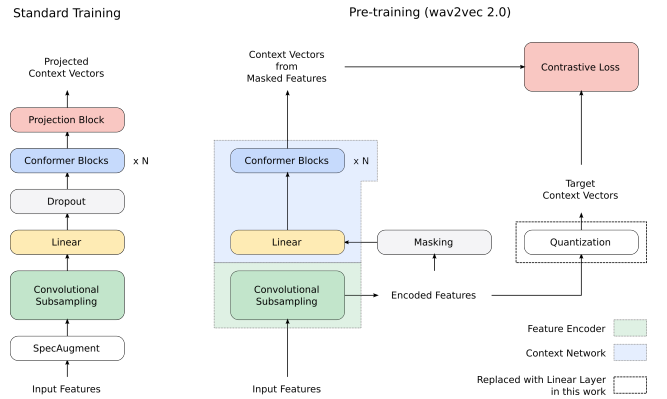 Standard Training
Projected
Context Vectors
Projection Block
Conformer Blocks
x N
Dropout
Linear
Convolutional
Subsampling
SpecAugment
Input Features
Pre-training (wav2vec 2.0)
Context Vectors
from
Masked Features
Contrastive Loss
Conformer Blocks
x N
Target
Context Vectors
Linear
Masking
Quantization
Convolutional
Subsampling
Encoded Features
Input Features
Feature Encoder
Context Network
Replaced with Linear Layer
in this work